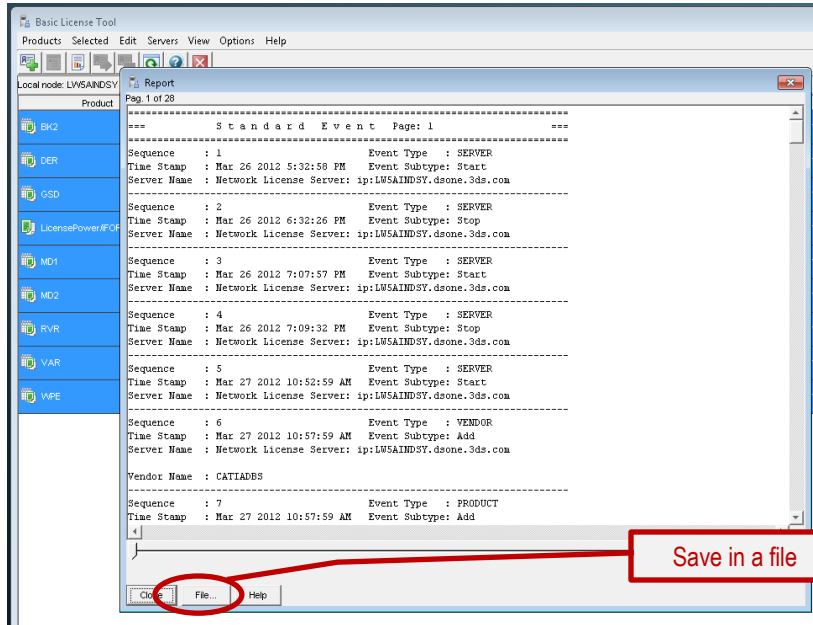 Basic License Tool
Products Selected Edit Servers View Options Help
Local node: LW5AINDSY
Product
BK2
DER
GSD
LicensePower/iFOR
MD1
MD2
RVR
VAR
WPE
Report
Pag. 1 of 28
===========================================================================
=== S t a n d a r d E v e n t Page: 1 ===
===========================================================================
Sequence : 1 Event Type : SERVER
Time Stamp : Mar 26 2012 5:32:58 PM Event Subtype: Start
Server Name : Network License Server: ip:LW5AINDSY.dsone.3ds.com
---------------------------------------------------------------------------
Sequence : 2 Event Type : SERVER
Time Stamp : Mar 26 2012 6:32:26 PM Event Subtype: Stop
Server Name : Network License Server: ip:LW5AINDSY.dsone.3ds.com
---------------------------------------------------------------------------
Sequence : 3 Event Type : SERVER
Time Stamp : Mar 26 2012 7:07:57 PM Event Subtype: Start
Server Name : Network License Server: ip:LW5AINDSY.dsone.3ds.com
---------------------------------------------------------------------------
Sequence : 4 Event Type : SERVER
Time Stamp : Mar 26 2012 7:09:32 PM Event Subtype: Stop
Server Name : Network License Server: ip:LW5AINDSY.dsone.3ds.com
---------------------------------------------------------------------------
Sequence : 5 Event Type : SERVER
Time Stamp : Mar 27 2012 10:52:59 AM Event Subtype: Start
Server Name : Network License Server: ip:LW5AINDSY.dsone.3ds.com
---------------------------------------------------------------------------
Sequence : 6 Event Type : VENDOR
Time Stamp : Mar 27 2012 10:57:59 AM Event Subtype: Add
Server Name : Network License Server: ip:LW5AINDSY.dsone.3ds.com
Vendor Name : CATIADBS
---------------------------------------------------------------------------
Sequence : 7 Event Type : PRODUCT
Time Stamp : Mar 27 2012 10:57:59 AM Event Subtype: Add
Save in a file
Close File... Help